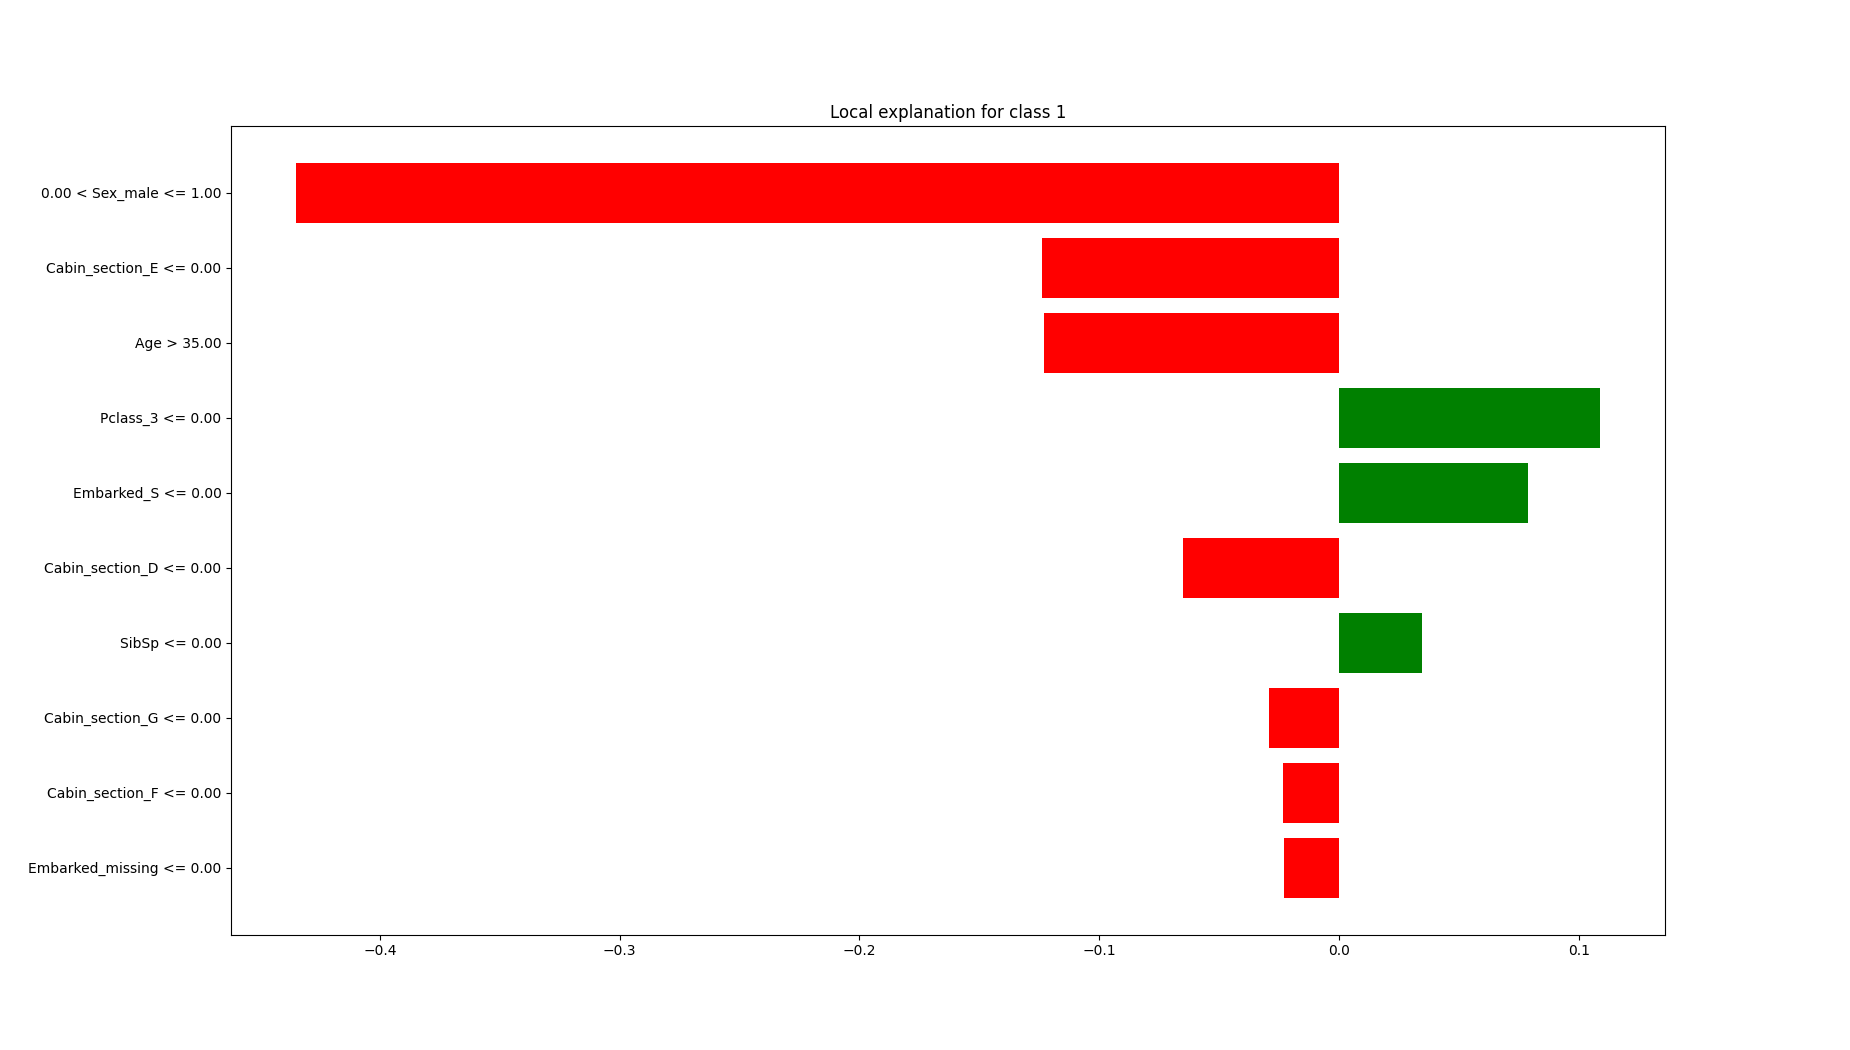 Local explanation for class 1
0.00 < Sex_male <= 1.00
Cabin_section_E <= 0.00
Age > 35.00
Pclass_3 <= 0.00
Embarked_S <= 0.00
Cabin_section_D <= 0.00
SibSp <= 0.00
Cabin_section_G <= 0.00
Cabin_section_F <= 0.00
Embarked_missing <= 0.00
−0.4 −0.3 −0.2 −0.1 0.0 0.1